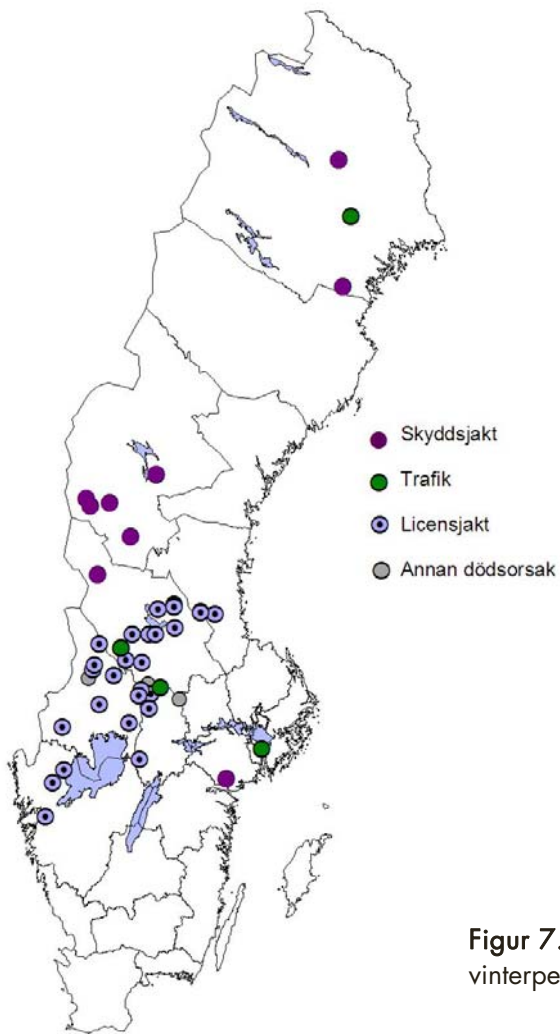 Skyddsjakt
Trafik
Licensjakt
Annan dödsorsak
Figur 7.
vinterpe